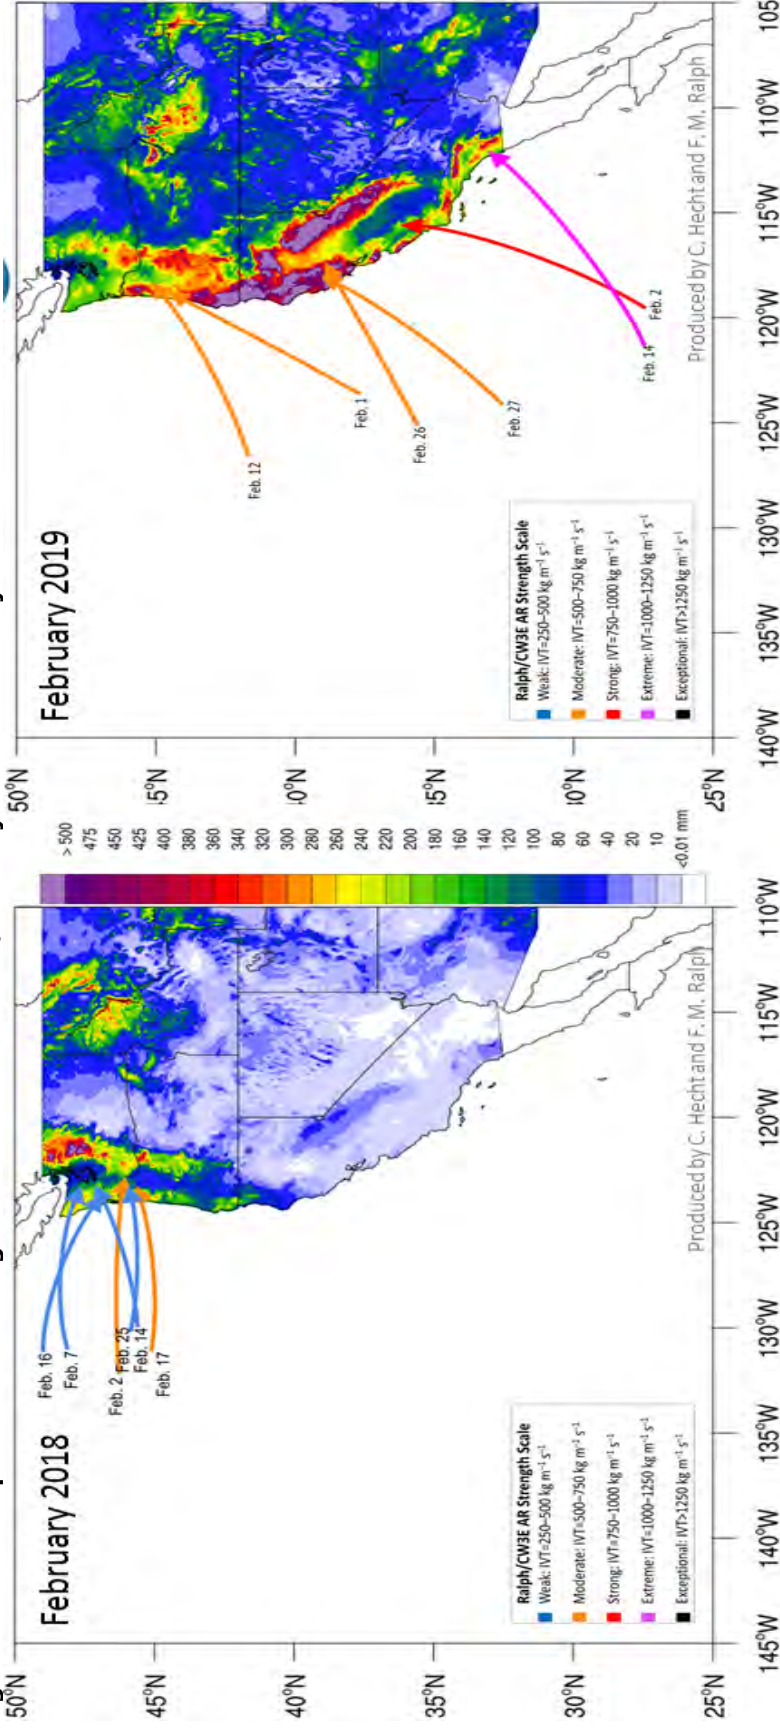 February 2018
50°N
45°N
40°N
35°N
30°N
25°N
145°W
140°W
135°W
130°W
125°W
120°W
115°W
110°W
Feb. 16
Feb. 7
Feb. 2
Feb. 25
Feb. 14
Feb. 17
Ralph/CW3E AR Strength Scale
Weak: IVT=250–500 kg m⁻¹ s⁻¹
Moderate: IVT=500–750 kg m⁻¹ s⁻¹
Strong: IVT=750–1000 kg m⁻¹ s⁻¹
Extreme: IVT=1000–1250 kg m⁻¹ s⁻¹
Exceptional: IVT>1250 kg m⁻¹ s⁻¹
Produced by C. Hecht and F. M. Ralph
> 500
475
450
425
400
380
360
340
320
300
280
260
240
220
200
180
160
140
120
100
80
60
40
20
10
<0.01 mm
February 2019
50°N
5°N
0°N
5°N
0°N
25°N
140°W
135°W
130°W
125°W
120°W
115°W
110°W
105
Feb. 12
Feb. 1
Feb. 26
Feb. 27
Feb. 14
Feb. 2
Ralph/CW3E AR Strength Scale
Weak: IVT=250–500 kg m⁻¹ s⁻¹
Moderate: IVT=500–750 kg m⁻¹ s⁻¹
Strong: IVT=750–1000 kg m⁻¹ s⁻¹
Extreme: IVT=1000–1250 kg m⁻¹ s⁻¹
Exceptional: IVT>1250 kg m⁻¹ s⁻¹
Produced by C. Hecht and F. M. Ralph